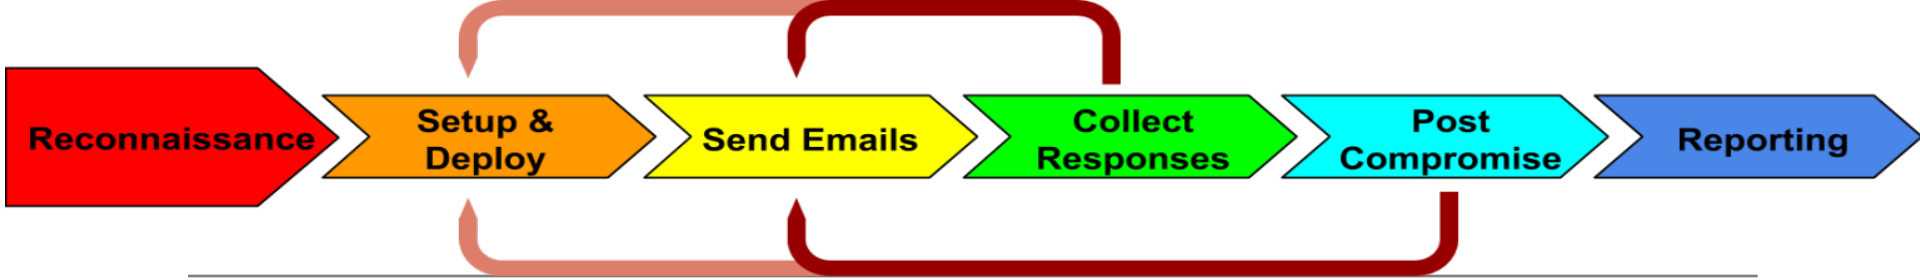 Reconnaissance
Setup &
Deploy
Send Emails
Collect
Responses
Post
Compromise
Reporting